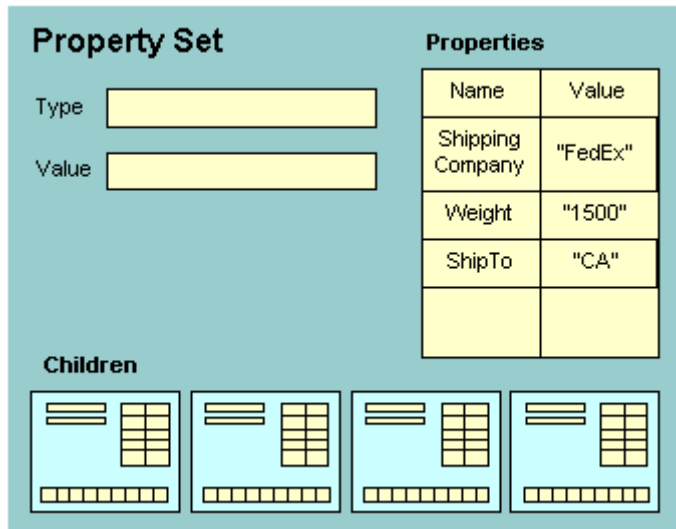 Property Set
Properties
Type
Value
Name Value
Shipping
Company
"FedEx"
Weight "1500"
ShipTo "CA"
Children